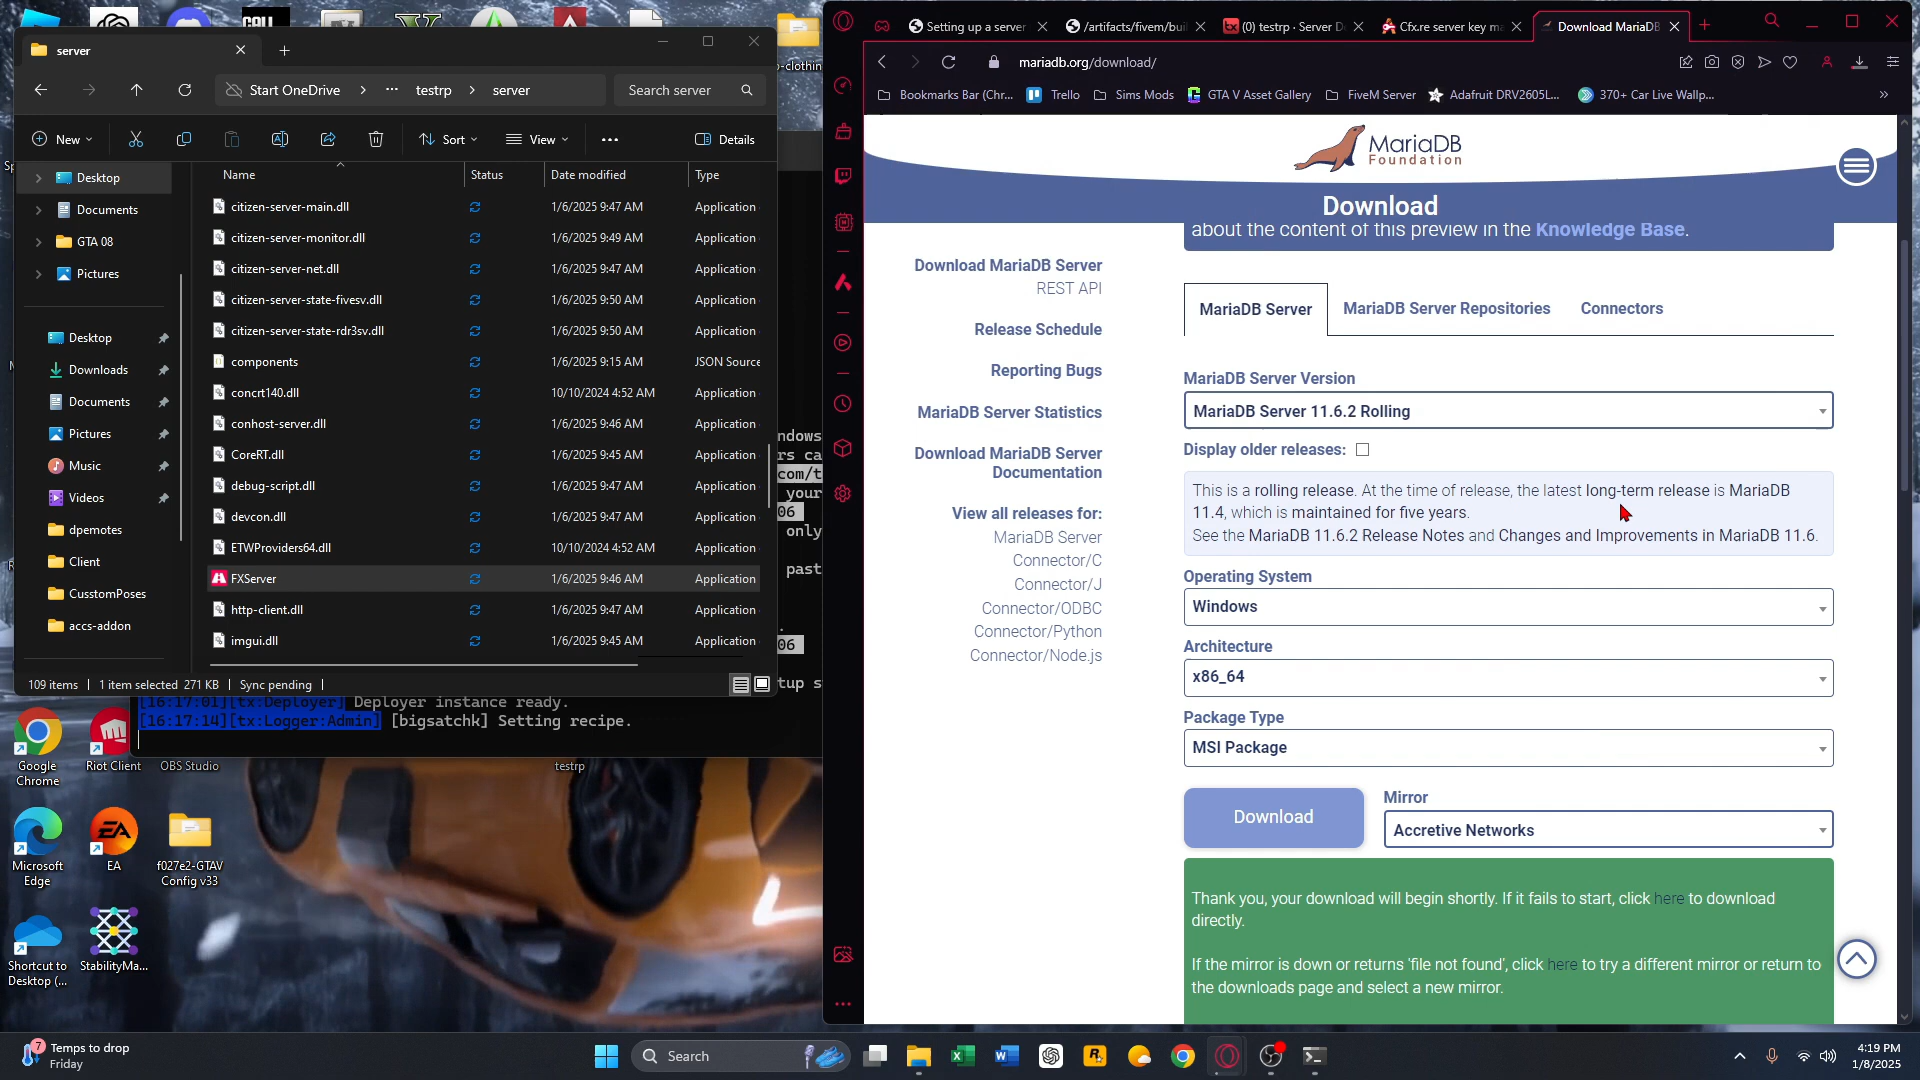 server
Start OneDrive
testrp
server
Search server
New
Sort
View
Details
Desktop
Documents
GTA 08
Pictures
Desktop
Downloads
Documents
Pictures
Music
Videos
dpemotes
Client
CusstomPoses
accs-addon
Name
Status
Date modified
Type
citizen-server-main.dll 1/6/2025 9:47 AM Application
citizen-server-monitor.dll 1/6/2025 9:49 AM Application
citizen-server-net.dll 1/6/2025 9:47 AM Application
citizen-server-state-fivesv.dll 1/6/2025 9:50 AM Application
citizen-server-state-rdr3sv.dll 1/6/2025 9:50 AM Application
components 1/6/2025 9:15 AM JSON Source
concrt140.dll 10/10/2024 4:52 AM Application
conhost-server.dll 1/6/2025 9:46 AM Application
CoreRT.dll 1/6/2025 9:45 AM Application
debug-script.dll 1/6/2025 9:47 AM Application
devcon.dll 1/6/2025 9:47 AM Application
ETWProviders64.dll 10/10/2024 4:52 AM Application
FXServer 1/6/2025 9:46 AM Application
http-client.dll 1/6/2025 9:47 AM Application
imgui.dll 1/6/2025 9:45 AM Application
109 items
1 item selected 271 KB
Sync pending
p-clothin
ndows
rs ca
com/t
your
06
only
past
06
tup s
[16:17:01][tx:Deployer] Deployer instance ready.
[16:17:14][tx:Logger:Admin] [bigsatchk] Setting recipe.
Google Chrome
Riot Client
OBS Studio
testrp
Microsoft Edge
EA
f027e2-GTAV Config v33
Shortcut to Desktop (...
StabilityMa...
Setting up a server
/artifacts/fivem/bui
(0) testrp · Server D
Cfx.re server key m
Download MariaDB
mariadb.org/download/
Bookmarks Bar (Chr...
Trello
Sims Mods
GTA V Asset Gallery
FiveM Server
Adafruit DRV2605L...
370+ Car Live Wallp...
MariaDB
Foundation
Download
about the content of this preview in the Knowledge Base.
Download MariaDB Server
REST API
Release Schedule
Reporting Bugs
MariaDB Server Statistics
Download MariaDB Server
Documentation
View all releases for:
MariaDB Server
Connector/C
Connector/J
Connector/ODBC
Connector/Python
Connector/Node.js
MariaDB Server
MariaDB Server Repositories
Connectors
MariaDB Server Version
MariaDB Server 11.6.2 Rolling
Display older releases:
This is a rolling release. At the time of release, the latest long-term release is MariaDB
11.4, which is maintained for five years.
See the MariaDB 11.6.2 Release Notes and Changes and Improvements in MariaDB 11.6.
Operating System
Windows
Architecture
x86_64
Package Type
MSI Package
Download
Mirror
Accretive Networks
Thank you, your download will begin shortly. If it fails to start, click here to download
directly.
If the mirror is down or returns 'file not found', click here to try a different mirror or return to
the downloads page and select a new mirror.
7
Temps to drop
Friday
Search
4:19 PM
1/8/2025